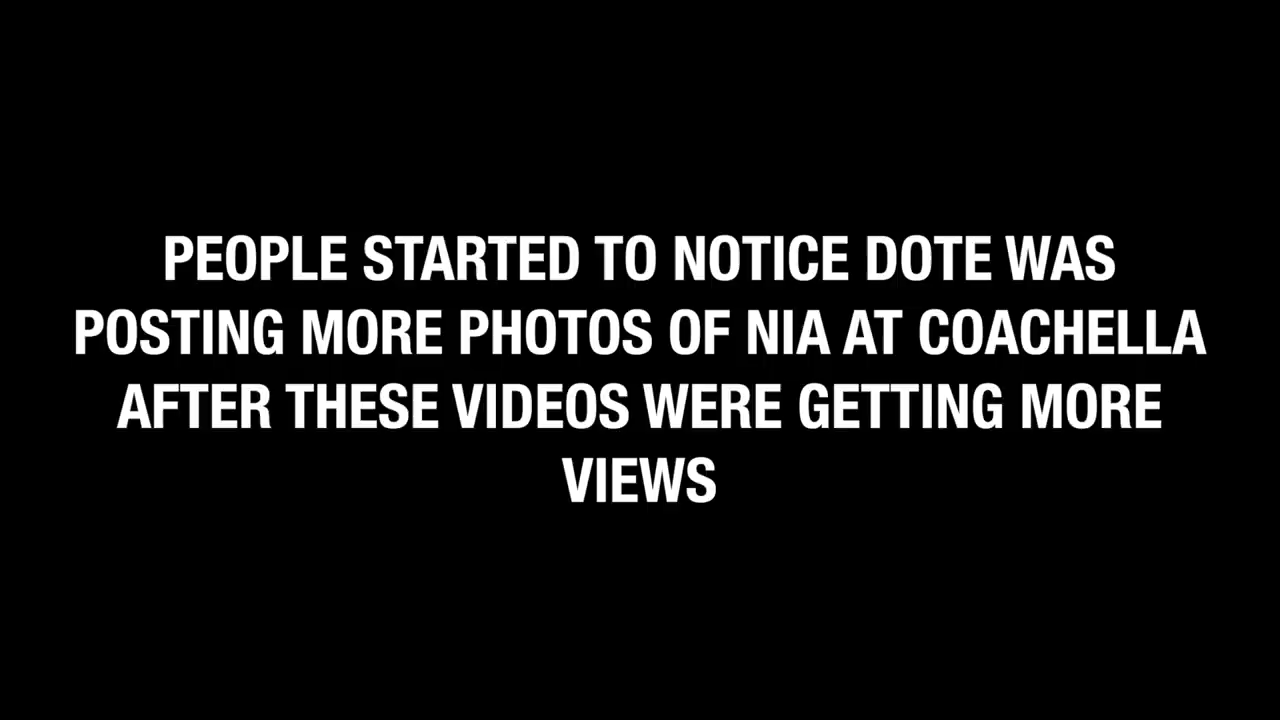 PEOPLE STARTED TO NOTICE DOTE WAS
POSTING MORE PHOTOS OF NIA AT COACHELLA
AFTER THESE VIDEOS WERE GETTING MORE
VIEWS